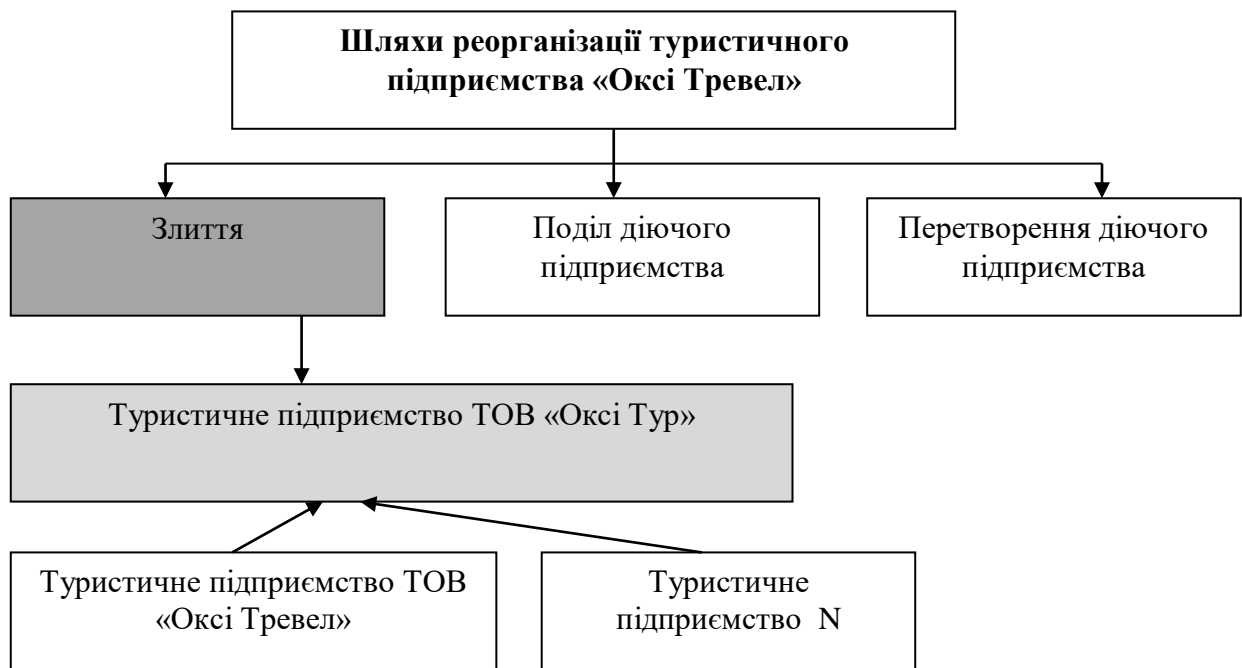 Шляхи реорганізації туристичного
підприємства «Оксі Тревел»
Злиття
Поділ діючого
підприємства
Перетворення діючого
підприємства
Туристичне підприємство ТОВ «Оксі Тур»
Туристичне підприємство ТОВ
«Оксі Тревел»
Туристичне
підприємство N